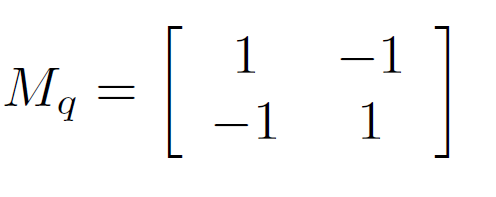 M_q = [ 1 −1
−1 1 ]